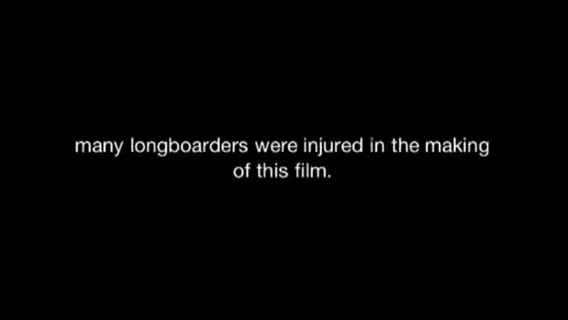 many longboarders were injured in the making
of this film.